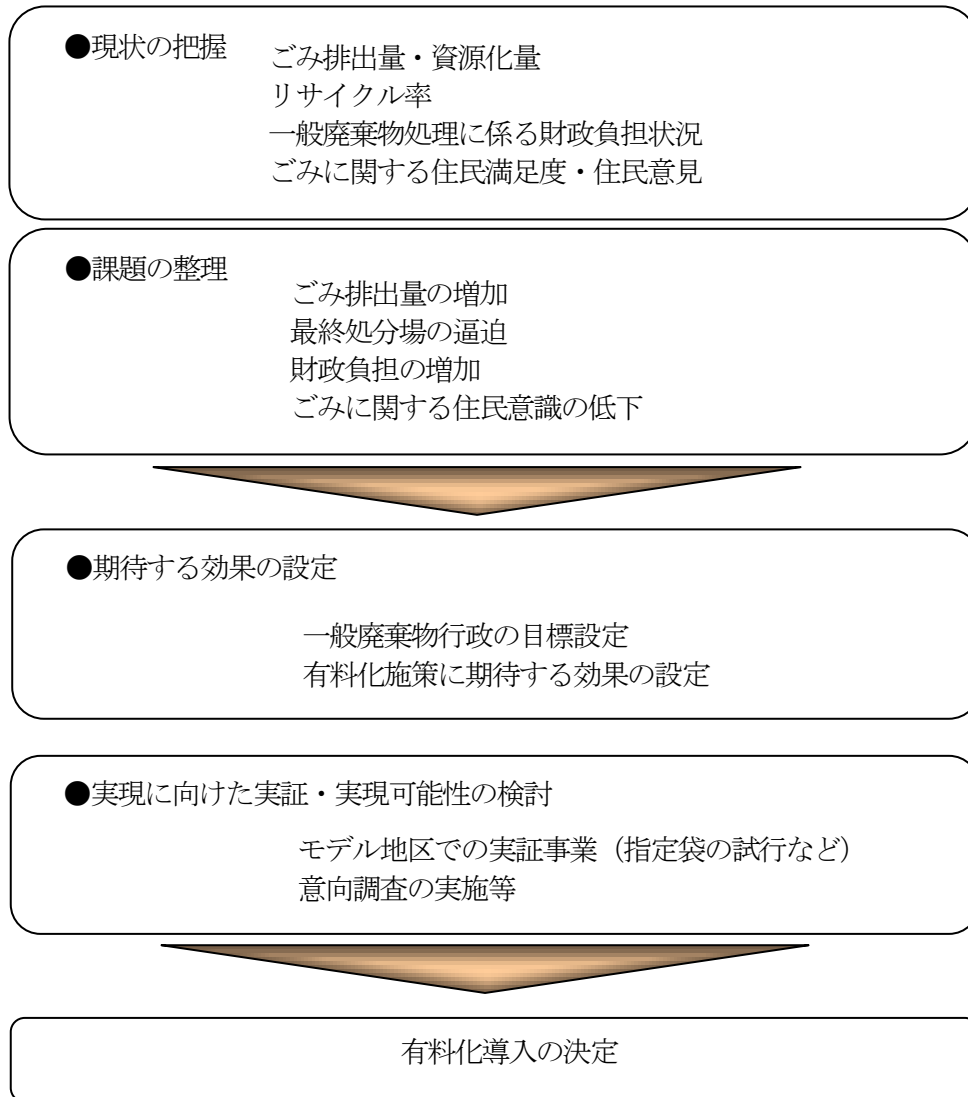 ●現状の把握
ごみ排出量・資源化量
リサイクル率
一般廃棄物処理に係る財政負担状況
ごみに関する住民満足度・住民意見
●課題の整理
ごみ排出量の増加
最終処分場の逼迫
財政負担の増加
ごみに関する住民意識の低下
●期待する効果の設定
一般廃棄物行政の目標設定
有料化施策に期待する効果の設定
●実現に向けた実証・実現可能性の検討
モデル地区での実証事業（指定袋の試行など）
意向調査の実施等
有料化導入の決定